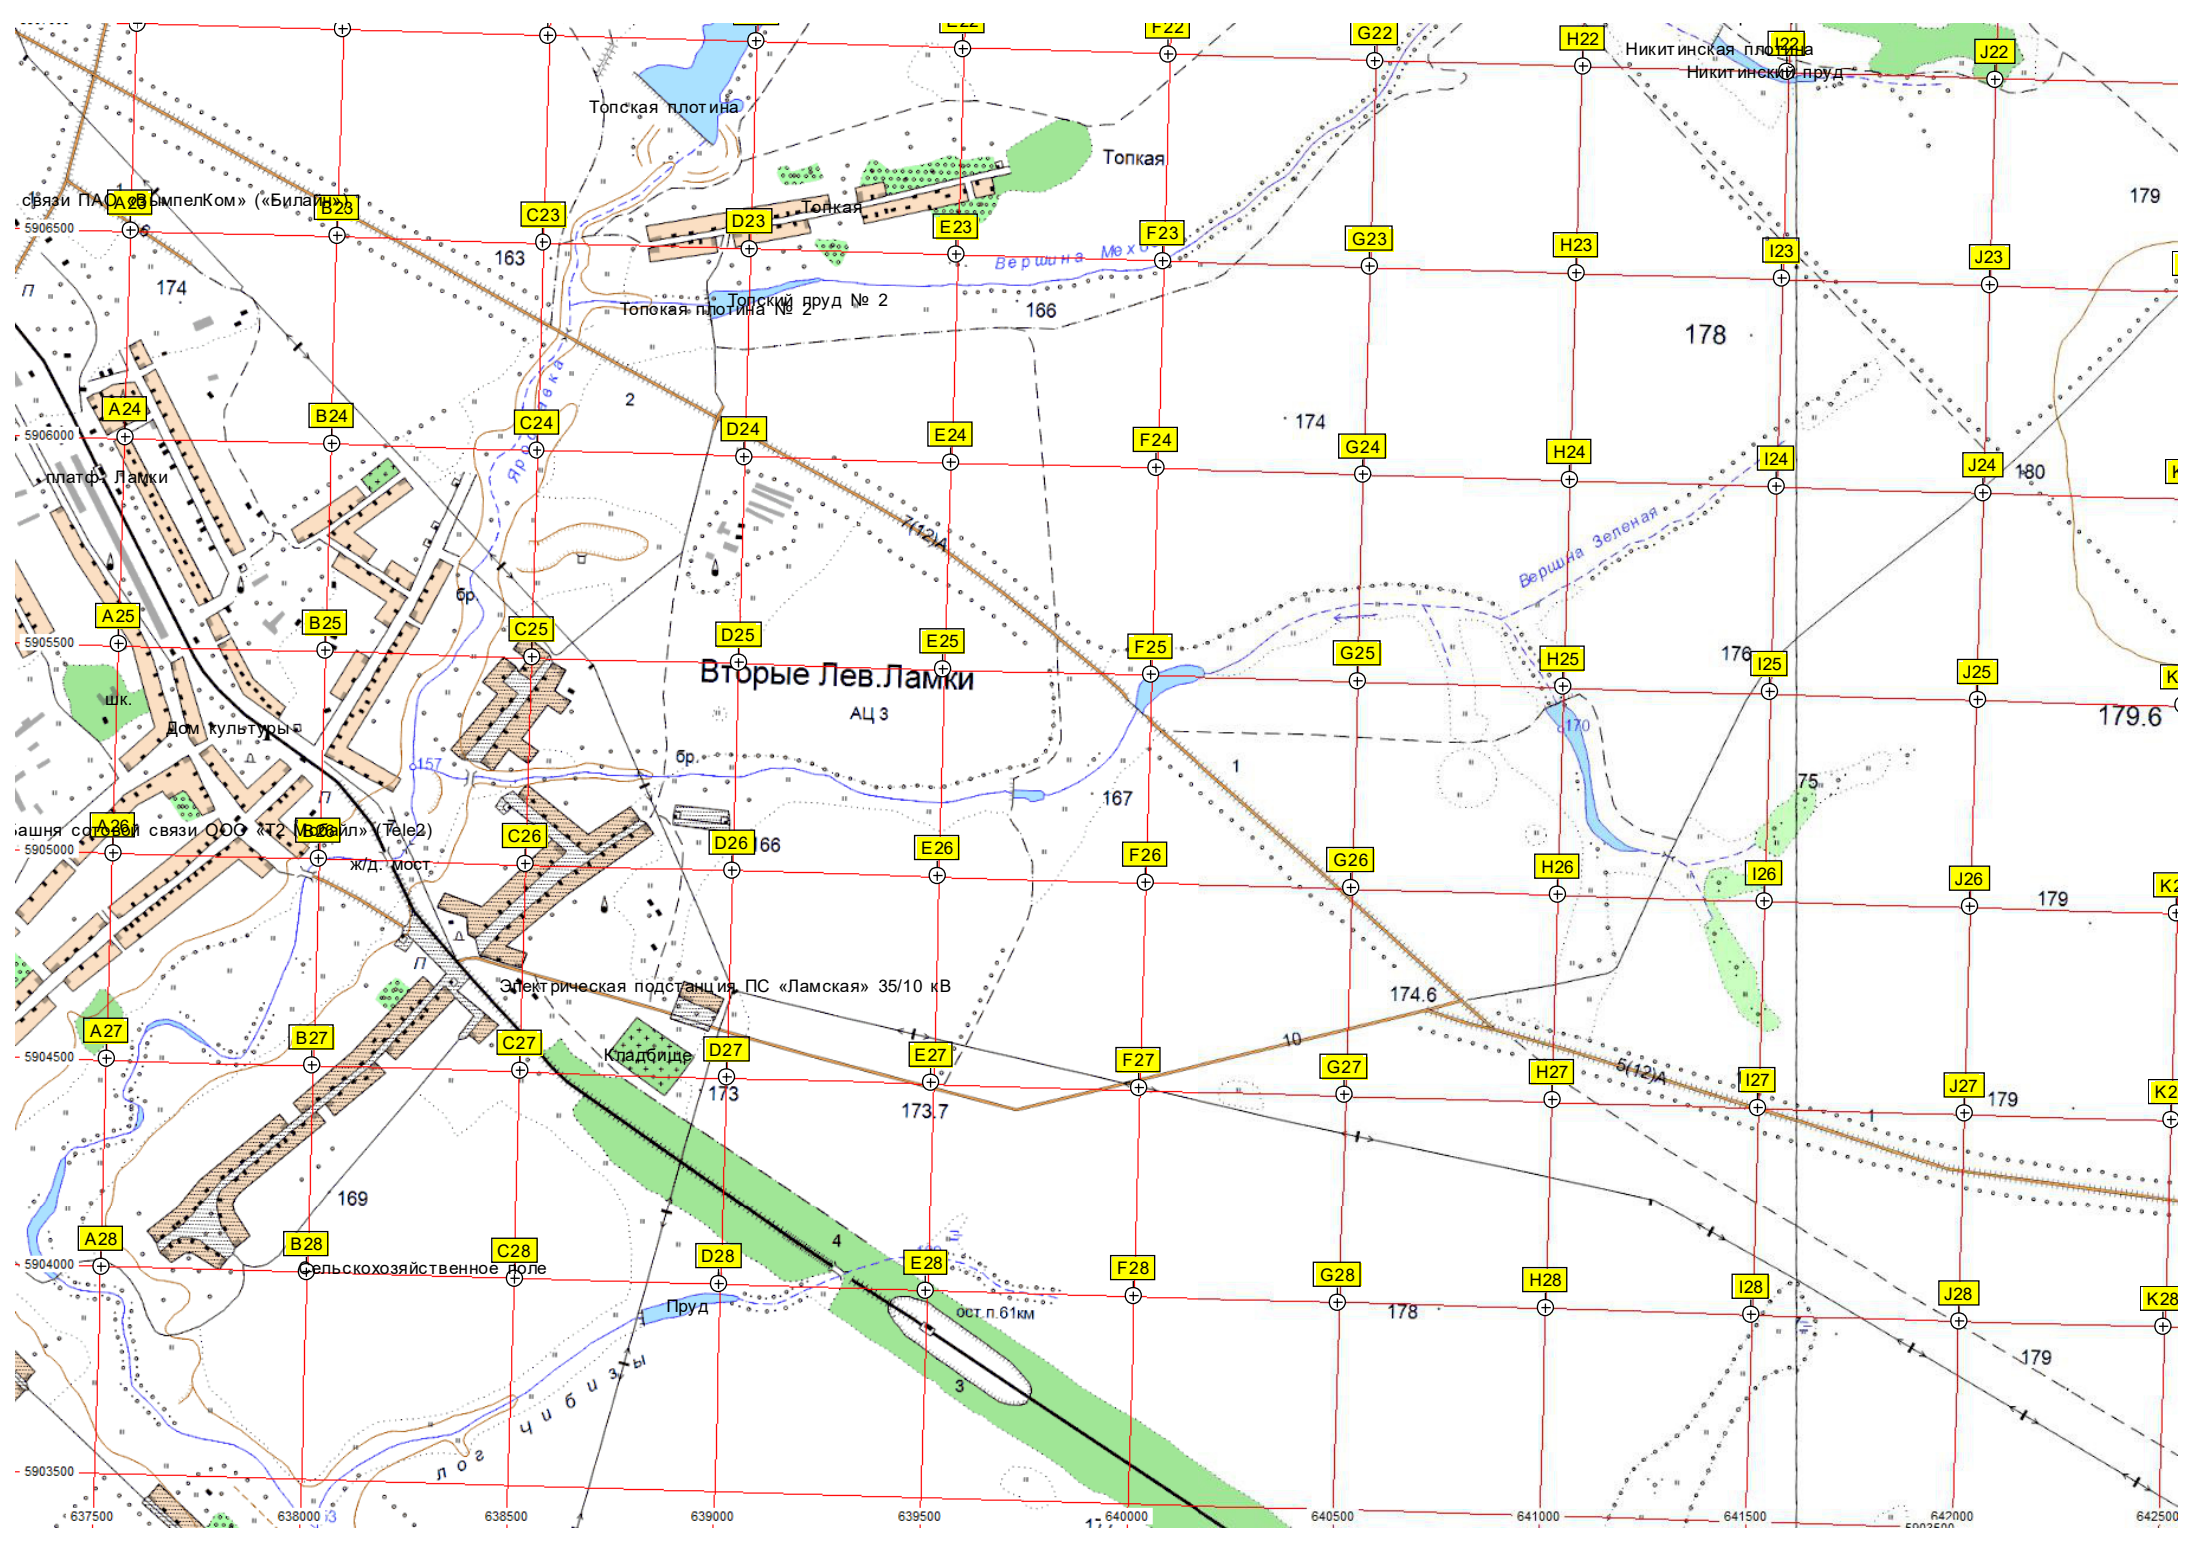 F22
G22
H22
I22
J22
Никитинская плотина
Никитинский пруд
Топская плотина
Топкая
179
связи ПАО «ВымпелКом» («Билайн»)
A23
B23
C23
D23
E23
F23
G23
H23
I23
J23
Топкая
5906500
6
163
174
П
Топский пруд № 2
Топская плотина № 2
166
178
2
A24
B24
C24
D24
E24
F24
G24
H24
I24
J24
174
180
5906000
платф. Ламки
7(12)А
Вершина Зеленая
бр.
A25
B25
C25
D25
E25
F25
G25
H25
I25
J25
5905500
Вторые Лев.Ламки
АЦ 3
176
179.6
шк.
Дом культуры
170
157
бр.
1
167
75
П
Башня сотовой связи ООО «Т2 Мобайл» (Tele2)
A26
B26
C26
D26
E26
F26
G26
H26
I26
J26
5905000
ж/д. мост
179
П
Электрическая подстанция ПС «Ламская» 35/10 кВ
174.6
A27
B27
C27
D27
E27
F27
G27
H27
I27
J27
5904500
Кладбище
10
5(12)А
173
173.7
179
1
169
4
A28
B28
C28
D28
E28
F28
G28
H28
I28
J28
K28
5904000
сельскохозяйственное поле
Пруд
ост.п.61км
178
179
3
лог Чибизы
5903500
637500
638000
638500
639000
639500
640000
640500
641000
641500
642000
642500